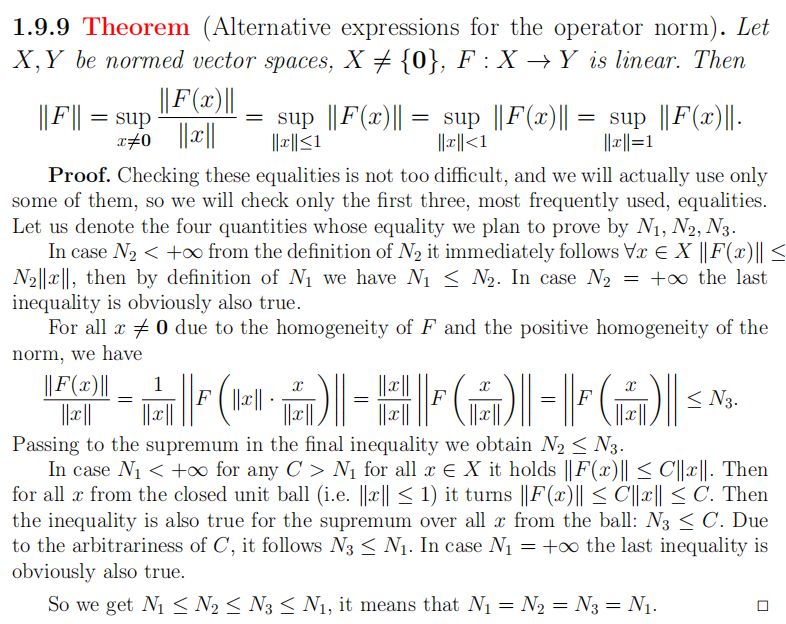 1.9.9 Theorem (Alternative expressions for the operator norm). Let
X, Y be normed vector spaces, X ≠ {0}, F : X → Y is linear. Then
‖F‖ = sup_{x≠0} ‖F(x)‖/‖x‖ = sup_{‖x‖≤1} ‖F(x)‖ = sup_{‖x‖<1} ‖F(x)‖ = sup_{‖x‖=1} ‖F(x)‖.
Proof. Checking these equalities is not too difficult, and we will actually use only
some of them, so we will check only the first three, most frequently used, equalities.
Let us denote the four quantities whose equality we plan to prove by N₁, N₂, N₃.
In case N₂ < +∞ from the definition of N₂ it immediately follows ∀x ∈ X ‖F(x)‖ ≤
N₂‖x‖, then by definition of N₁ we have N₁ ≤ N₂. In case N₂ = +∞ the last
inequality is obviously also true.
For all x ≠ 0 due to the homogeneity of F and the positive homogeneity of the
norm, we have
‖F(x)‖/‖x‖ = 1/‖x‖ ‖F(‖x‖ · x/‖x‖)‖ = ‖x‖/‖x‖ ‖F(x/‖x‖)‖ = ‖F(x/‖x‖)‖ ≤ N₃.
Passing to the supremum in the final inequality we obtain N₂ ≤ N₃.
In case N₁ < +∞ for any C > N₁ for all x ∈ X it holds ‖F(x)‖ ≤ C‖x‖. Then
for all x from the closed unit ball (i.e. ‖x‖ ≤ 1) it turns ‖F(x)‖ ≤ C‖x‖ ≤ C. Then
the inequality is also true for the supremum over all x from the ball: N₃ ≤ C. Due
to the arbitrariness of C, it follows N₃ ≤ N₁. In case N₁ = +∞ the last inequality is
obviously also true.
So we get N₁ ≤ N₂ ≤ N₃ ≤ N₁, it means that N₁ = N₂ = N₃ = N₁. □